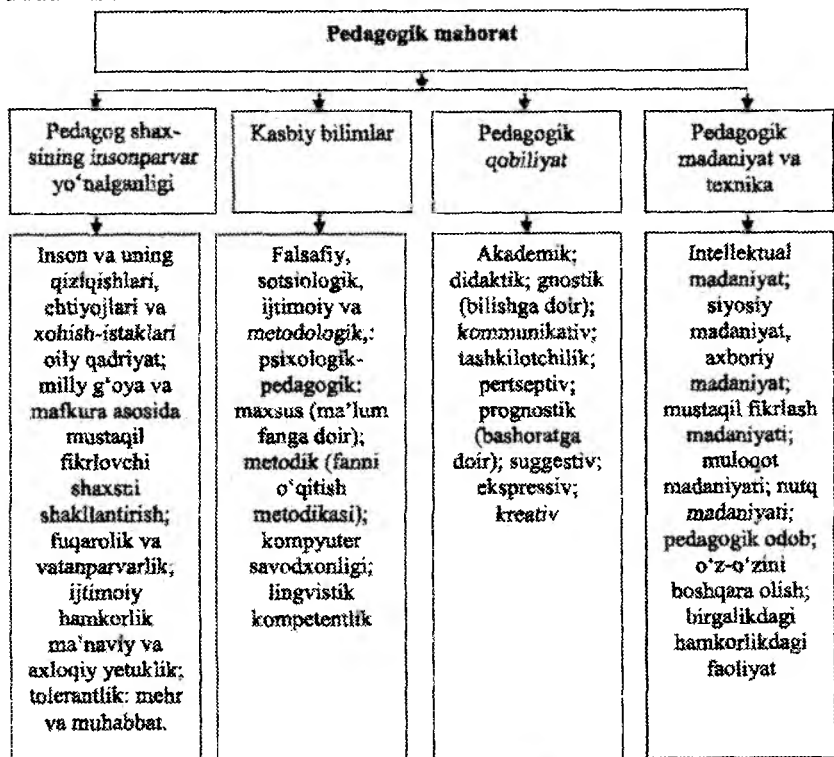 Pedagogik mahorat
Pedagog shax-
sining insonparvar
yo‘nalganligi
Kasbiy bilimlar
Pedagogik
qobiliyat
Pedagogik
madaniyat va
texnika
Inson va uning
qiziqishlari,
ehtiyojlari va
xohish-istaklari
oily qadriyat;
milly g‘oya va
mafkura asosida
mustaqil
fikrlovchi
shaxsni
shakllantirish;
fuqarolik va
vatanparvarlik,
ijtimoiy
hamkorlik
ma’naviy va
axloqiy yetuklik;
tolerantlik: mehr
va muhabbat.
Falsafiy,
sotsiologik,
ijtimoiy va
metodologik,:
psixologik-
pedagogik:
maxsus (ma’lum
fanga doir);
metodik (fanni
o‘qitish
metodikasi);
kompyuter
savodxonligi;
lingvistik
kompetentlik
Akademik;
didaktik; gnostik
(bilishga doir);
kommunikativ;
tashkilotchilik;
pertseptiv;
prognostik
(bashoratga
doir); suggestiv;
ekspressiv;
kreativ
Intellektual
madaniyat;
siyosiy
madaniyat,
axboriy
madaniyat;
mustaqil fikrlash
madaniyati;
muloqot
madaniyati; nutq
madaniyati;
pedagogik odob;
o‘z-o‘zini
boshqara olish;
birgalikdagi
hamkorlikdagi
faoliyat